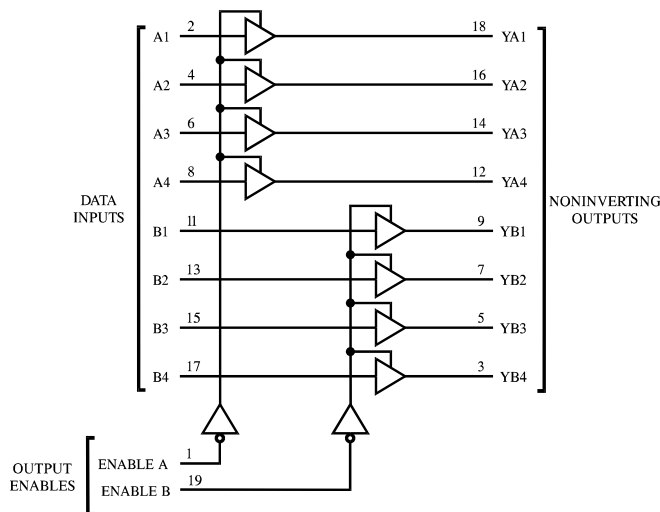 A1 2 18 YA1
A2 4 16 YA2
A3 6 14 YA3
A4 8 12 YA4
DATA
INPUTS
NONINVERTING
OUTPUTS
B1 11 9 YB1
B2 13 7 YB2
B3 15 5 YB3
B4 17 3 YB4
OUTPUT
ENABLES
ENABLE A 1
ENABLE B 19